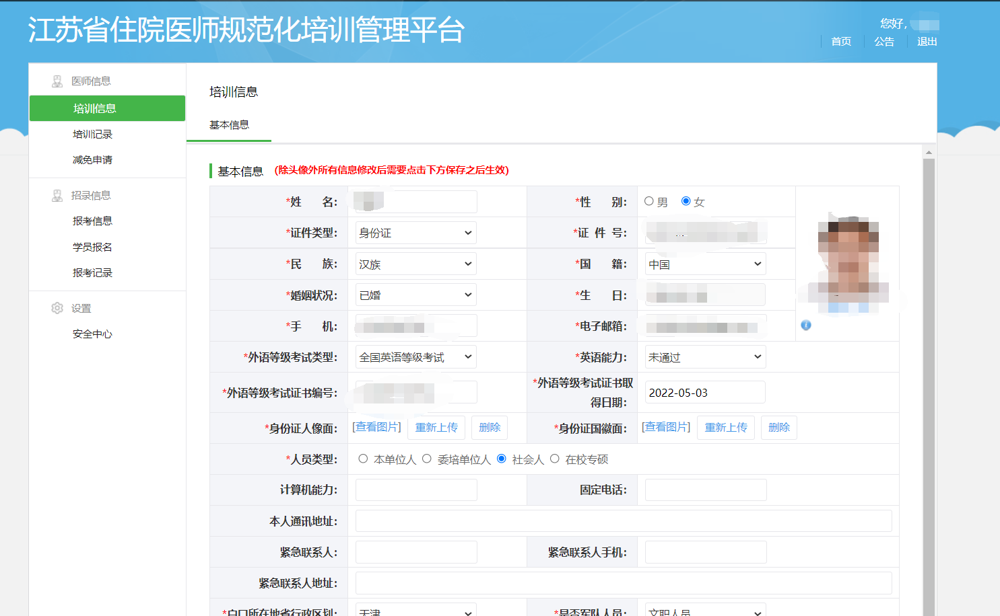 江苏省住院医师规范化培训管理平台
您好,
首页 公告 退出
医师信息
培训信息
培训记录
减免申请
招录信息
报考信息
学员报名
报考记录
设置
安全中心
培训信息
基本信息
基本信息 (除头像外所有信息修改后需要点击下方保存之后生效)
*姓 名: *性 别: 男 女
*证件类型: 身份证 *证 件 号:
*民 族: 汉族 *国 籍: 中国
*婚姻状况: 已婚 *生 日:
*手 机: *电子邮箱:
*外语等级考试类型: 全国英语等级考试 *英语能力: 未通过
*外语等级考试证书编号: *外语等级考试证书取
得日期: 2022-05-03
*身份证人像面: [查看图片] 重新上传 删除 *身份证国徽面: [查看图片] 重新上传 删除
*人员类型: 本单位人 委培单位人 社会人 在校专硕
计算机能力: 固定电话:
本人通讯地址:
紧急联系人: 紧急联系人手机:
紧急联系人地址:
*户口所在地省行政区划: 天津 *是否军队人员: 文职人员